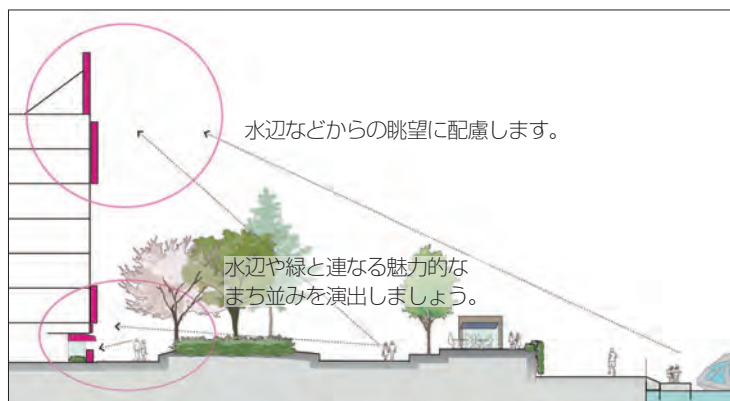 水辺などからの眺望に配慮します。
水辺や緑と連なる魅力的な
まち並みを演出しましょう。